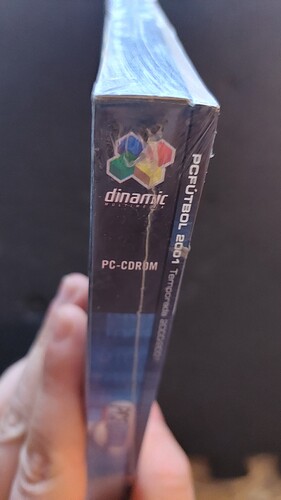 dinamic
MULTIMEDIA
PC-CDROM
PCFÚTBOL 2001 Temporada 2000/2001